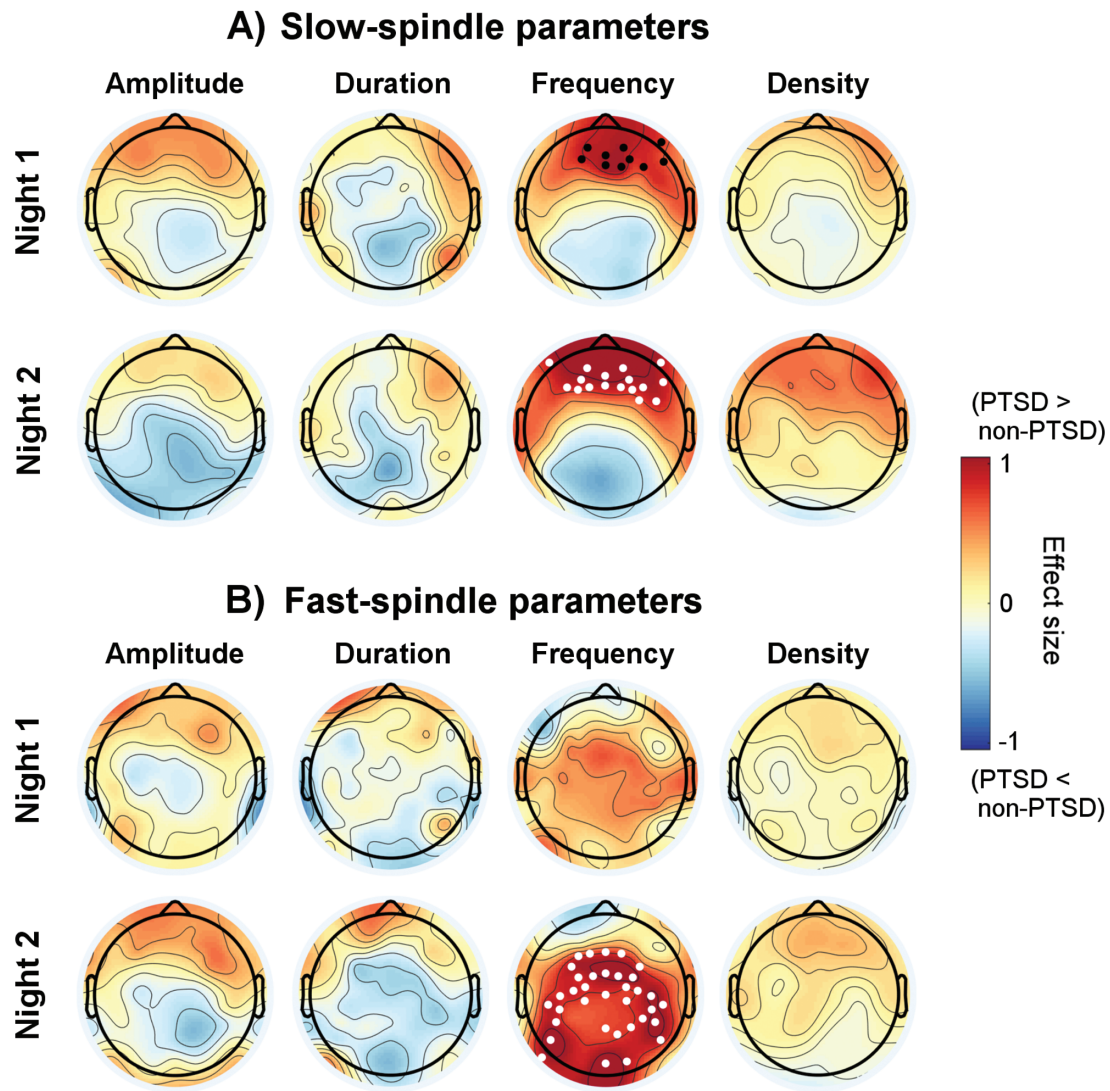 A) Slow-spindle parameters
Amplitude Duration Frequency Density
Night 1
Night 2
(PTSD >
non-PTSD)
1
0
-1
Effect size
(PTSD <
non-PTSD)
B) Fast-spindle parameters
Amplitude Duration Frequency Density
Night 1
Night 2